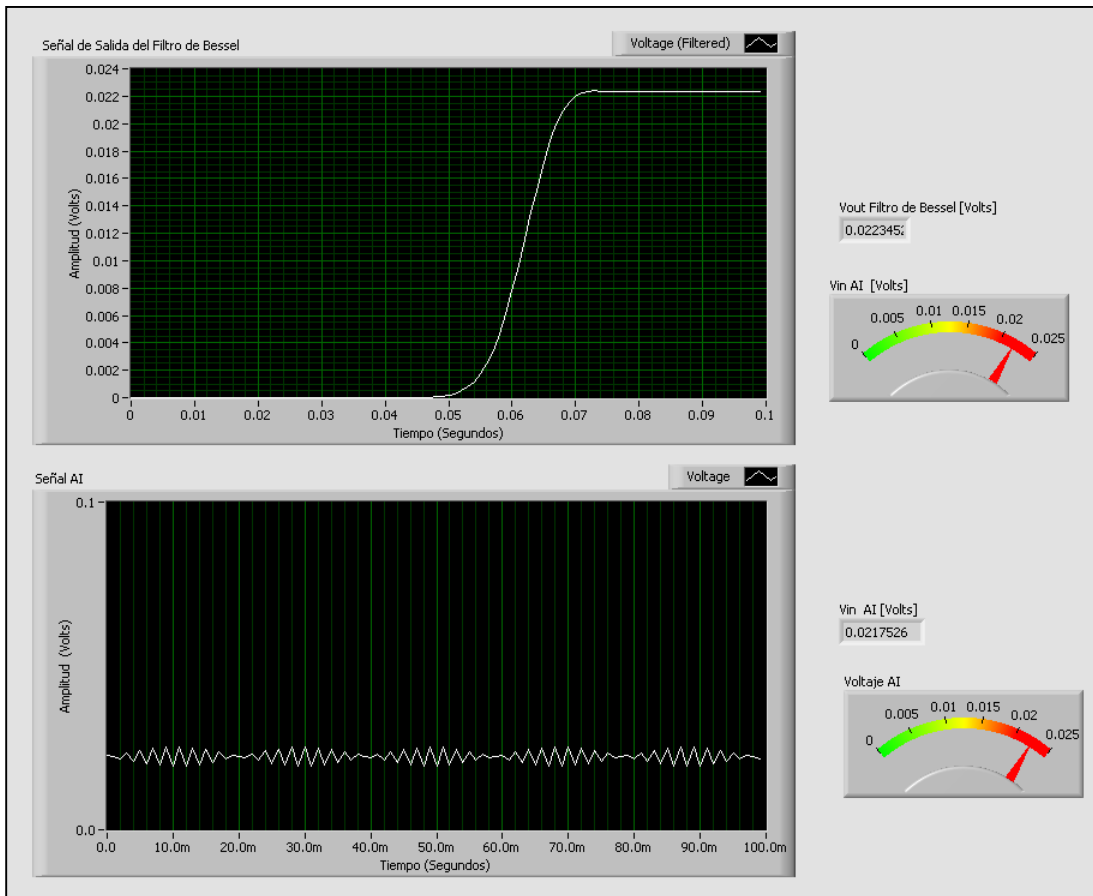 Señal de Salida del Filtro de Bessel
Voltage (Filtered)
0.024
0.022
0.02
0.018
0.016
0.014
0.012
0.01
0.008
0.006
0.004
0.002
0
Amplitud (Volts)
0 0.01 0.02 0.03 0.04 0.05 0.06 0.07 0.08 0.09 0.1
Tiempo (Segundos)
Vout Filtro de Bessel [Volts]
0.0223452
Vin AI [Volts]
0 0.005 0.01 0.015 0.02 0.025
Señal AI
Voltage
0.1
0.0
Amplitud (Volts)
0.0 10.0m 20.0m 30.0m 40.0m 50.0m 60.0m 70.0m 80.0m 90.0m 100.0m
Tiempo (Segundos)
Vin AI [Volts]
0.0217526
Voltaje AI
0 0.005 0.01 0.015 0.02 0.025